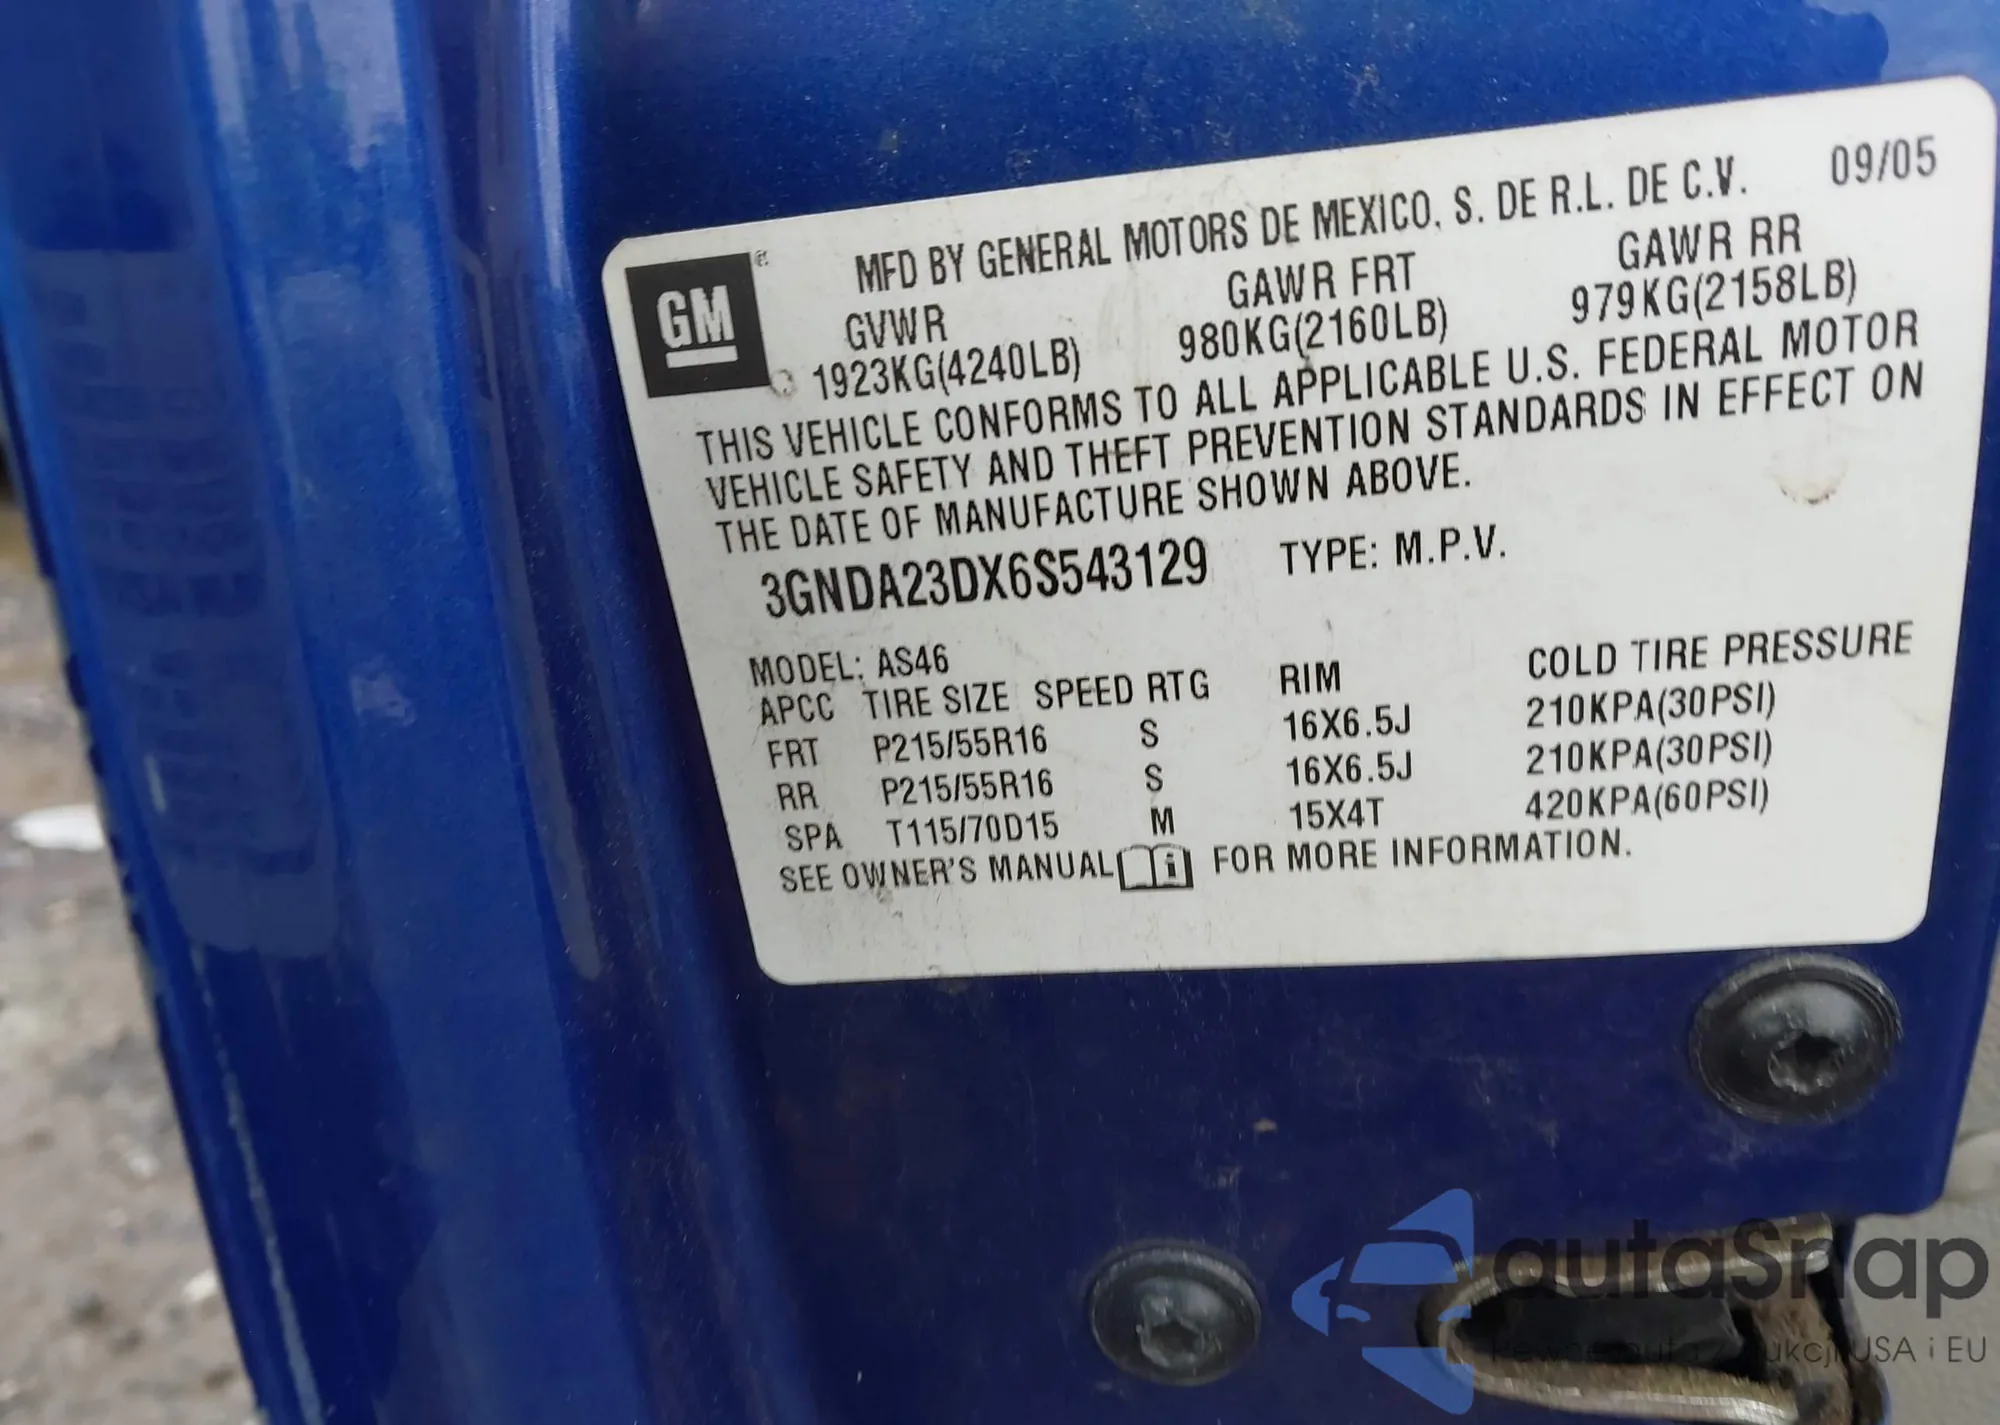 MFD BY GENERAL MOTORS DE MEXICO, S. DE R.L. DE C.V. 09/05
GM ®
GVWR GAWR FRT GAWR RR
1923KG(4240LB) 980KG(2160LB) 979KG(2158LB)
THIS VEHICLE CONFORMS TO ALL APPLICABLE U.S. FEDERAL MOTOR
VEHICLE SAFETY AND THEFT PREVENTION STANDARDS IN EFFECT ON
THE DATE OF MANUFACTURE SHOWN ABOVE.
3GNDA23DX6S543129 TYPE: M.P.V.
MODEL: AS46
APCC TIRE SIZE SPEED RTG RIM COLD TIRE PRESSURE
FRT P215/55R16 S 16X6.5J 210KPA(30PSI)
RR P215/55R16 S 16X6.5J 210KPA(30PSI)
SPA T115/70D15 M 15X4T 420KPA(60PSI)
SEE OWNER'S MANUAL i FOR MORE INFORMATION.
autaSnap
USA i EU